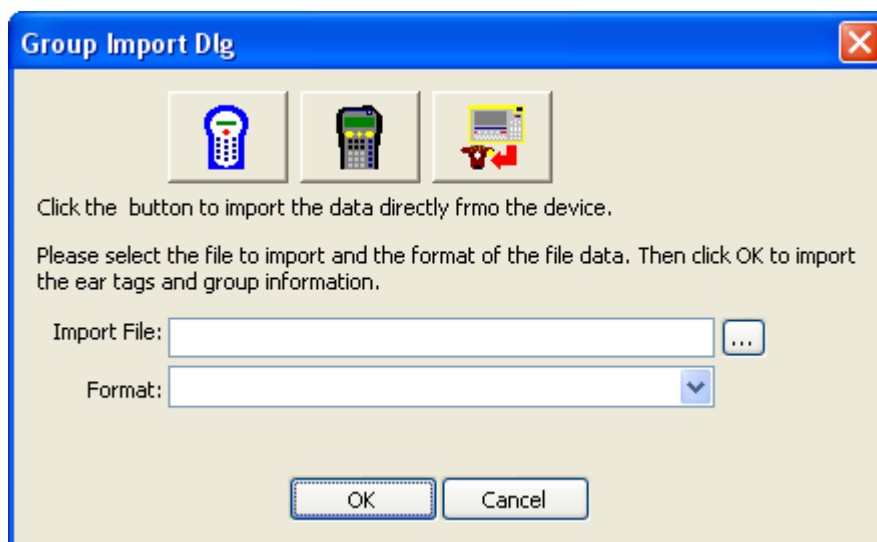 Group Import Dlg
Click the button to import the data directly frmo the device.
Please select the file to import and the format of the file data. Then click OK to import
the ear tags and group information.
Import File:
...
Format:
OK Cancel